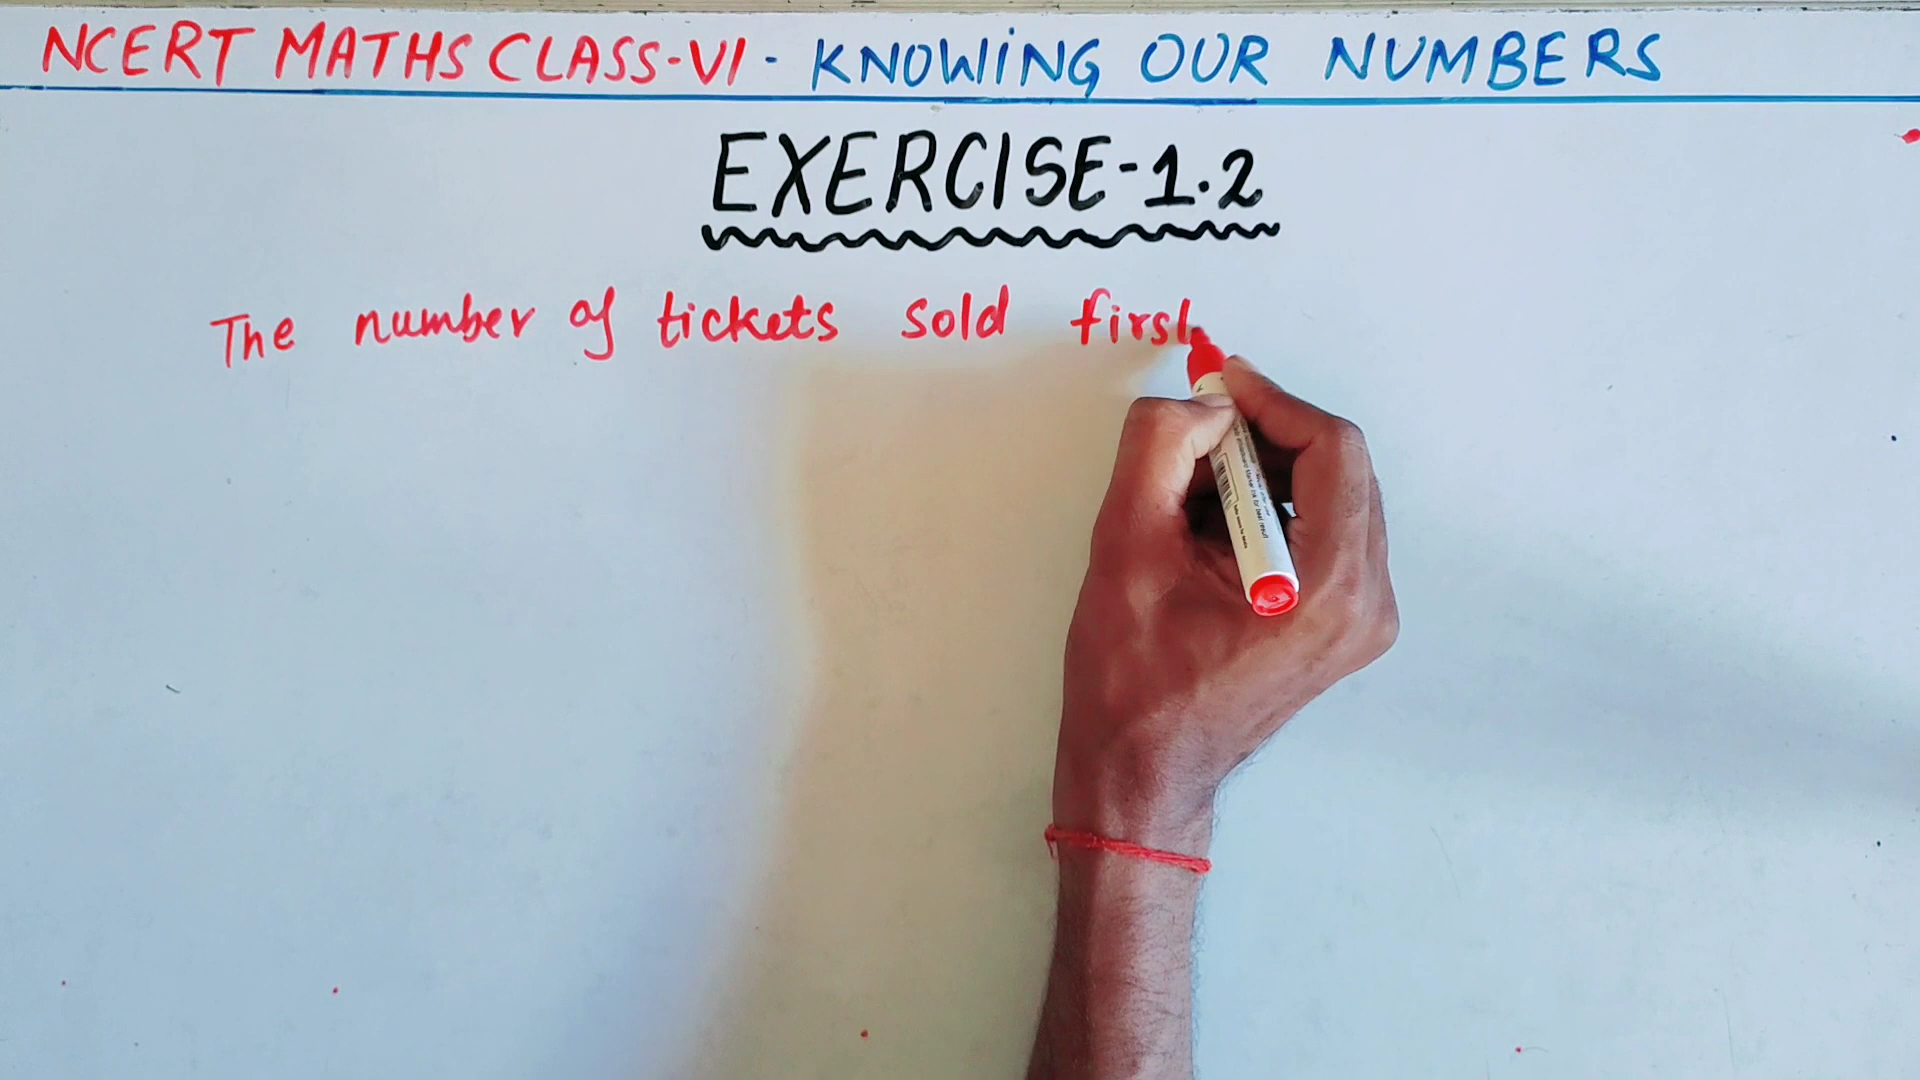 NCERT MATHS CLASS-VI - KNOWING OUR NUMBERS
EXERCISE-1.2
The number of tickets sold first